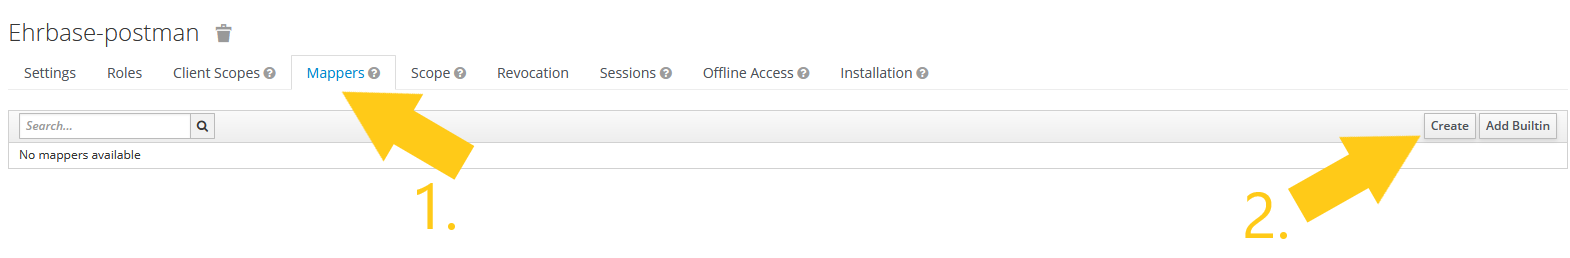 Ehrbase-postman
Settings Roles Client Scopes Mappers Scope Revocation Sessions Offline Access Installation
Search... Create Add Builtin
No mappers available
1.
2.